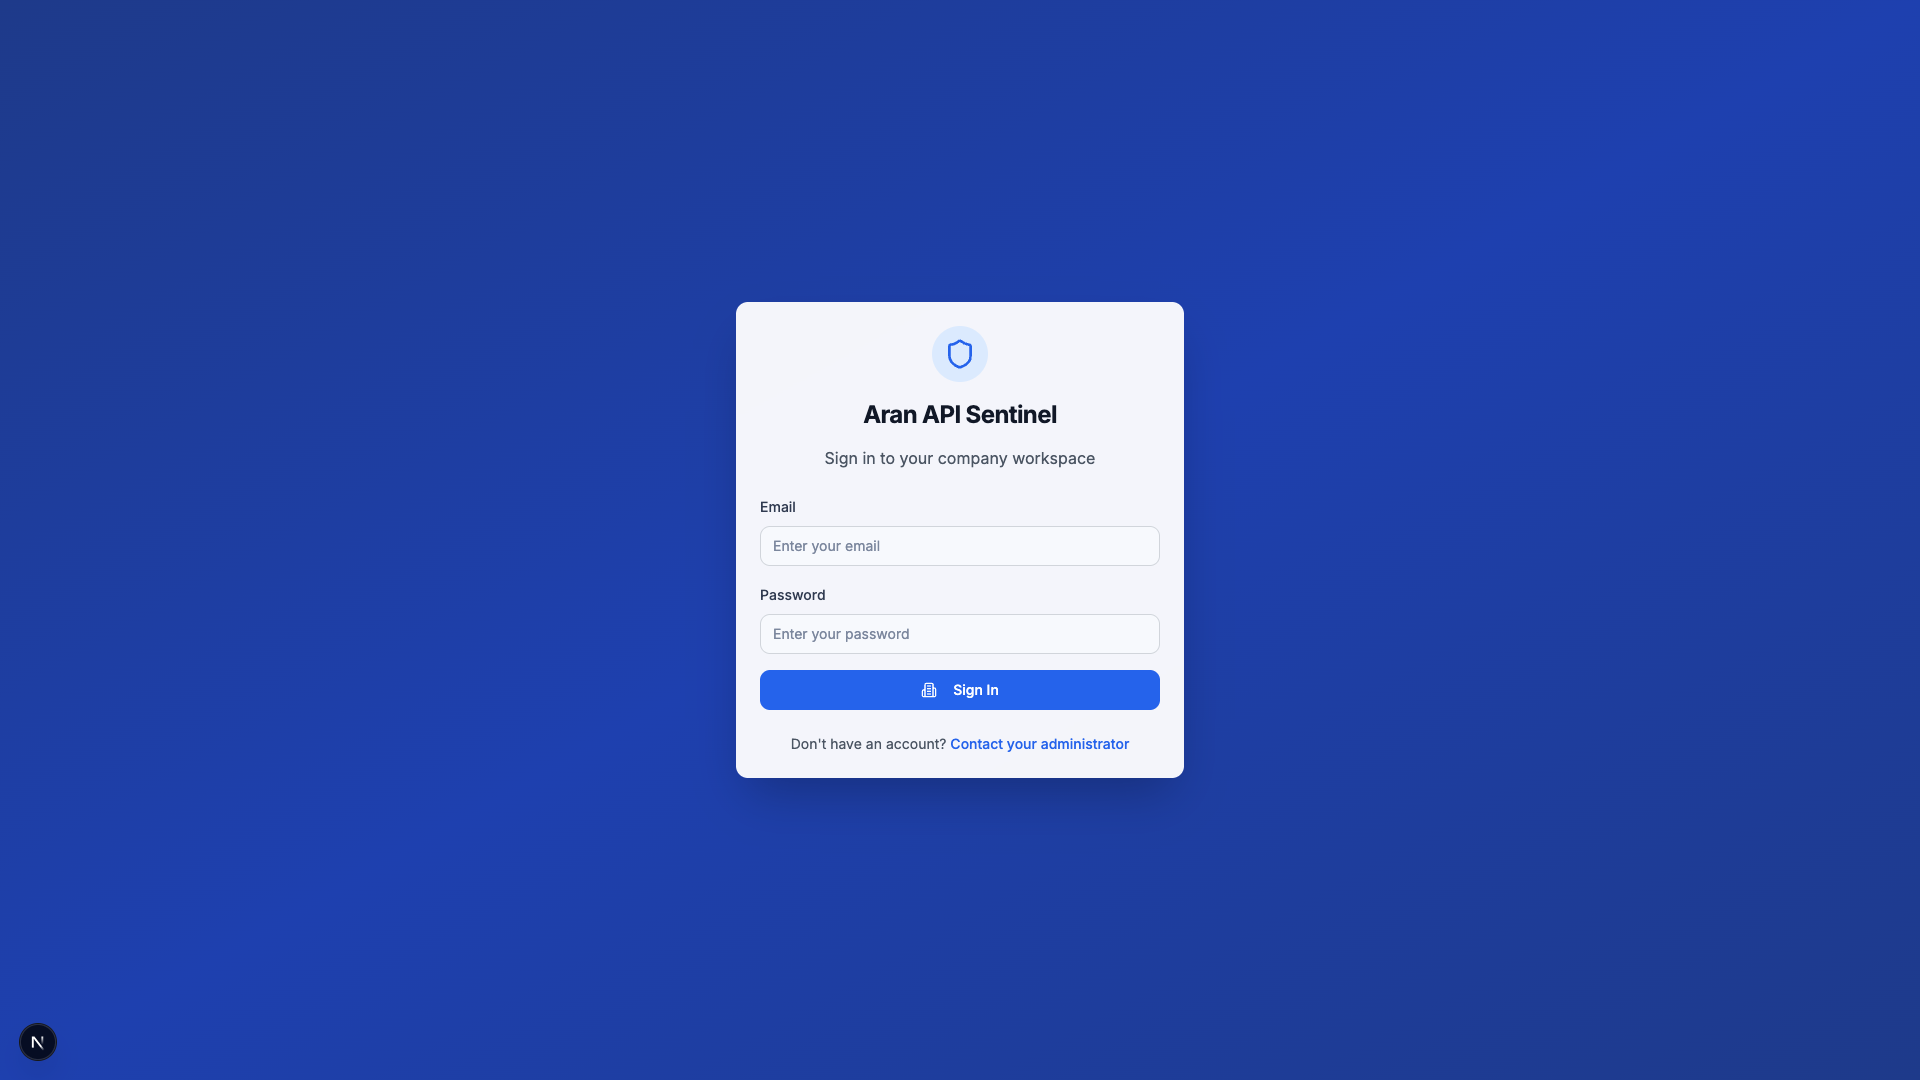 Aran API Sentinel
Sign in to your company workspace
Email
Enter your email
Password
Enter your password
Sign In
Don't have an account? Contact your administrator
N